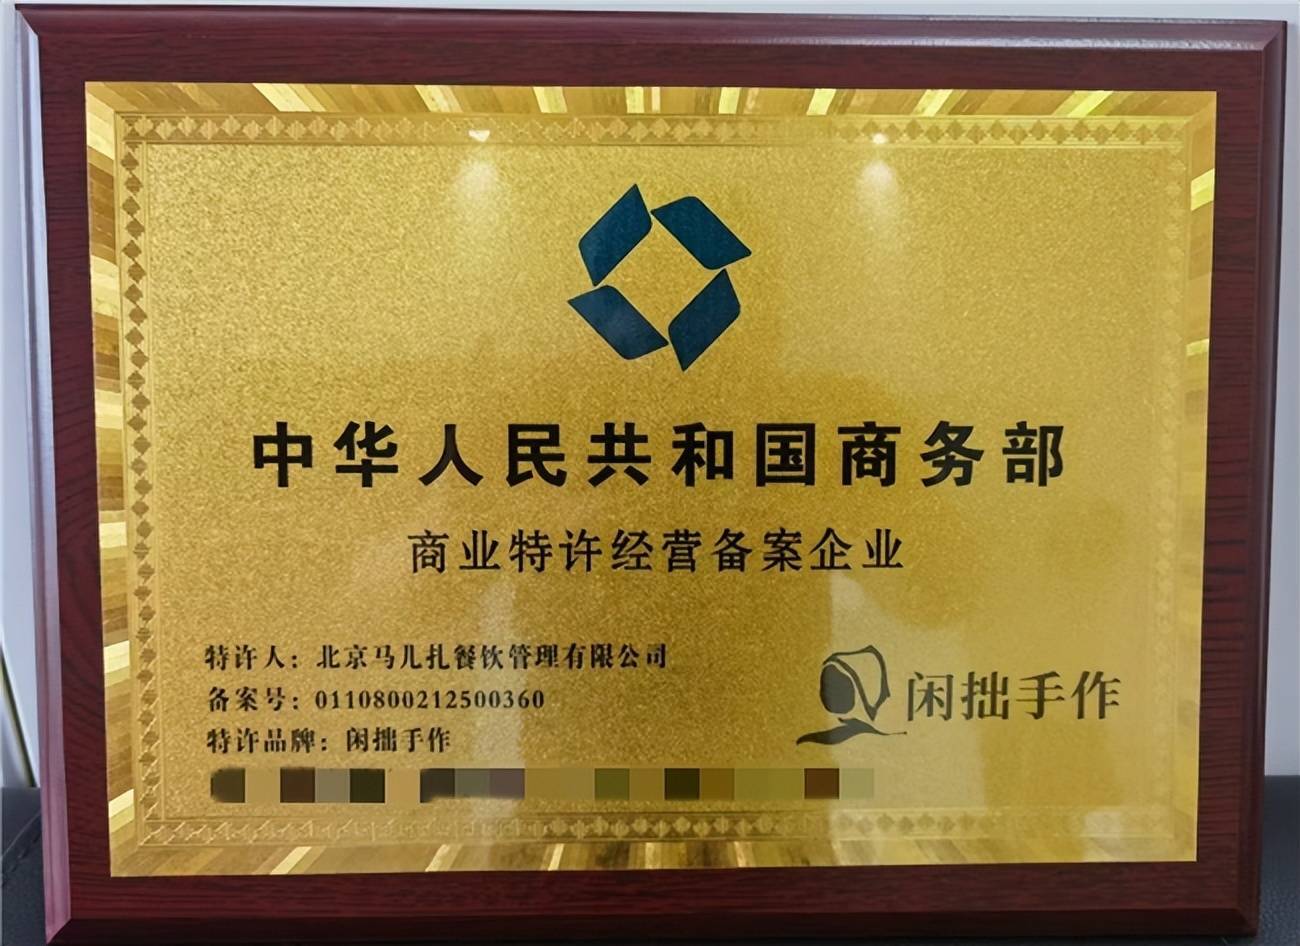 中华人民共和国商务部
商业特许经营备案企业
特许人：北京马儿扎餐饮管理有限公司
备案号：0110800212500360
特许品牌：闲拙手作
闲拙手作